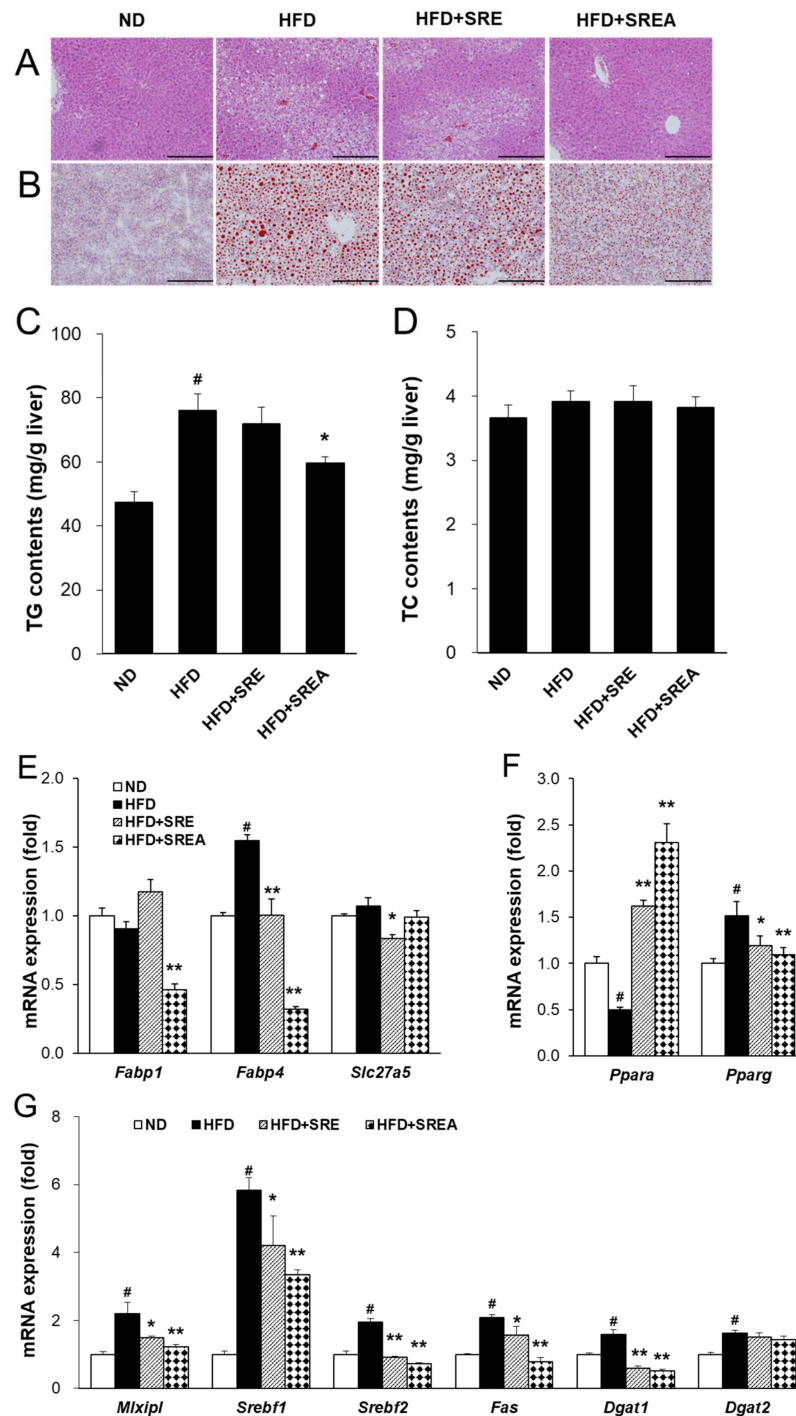 ND HFD HFD+SRE HFD+SREA
A
B
C
TG contents (mg/g liver)
100
80
60
40
20
0
#
*
ND HFD HFD+SRE HFD+SREA
D
TC contents (mg/g liver)
5
4
3
2
1
0
ND HFD HFD+SRE HFD+SREA
E
mRNA expression (fold)
2.0
1.5
1.0
0.5
0.0
ND
HFD
HFD+SRE
HFD+SREA
** # ** ** *
Fabp1 Fabp4 Slc27a5
F
mRNA expression (fold)
3.0
2.5
2.0
1.5
1.0
0.5
0.0
# ** ** # * **
Ppara Pparg
G
mRNA expression (fold)
8
6
4
2
0
ND HFD HFD+SRE HFD+SREA
# * ** # * ** # ** ** # * ** # ** ** #
Mlxipl Srebf1 Srebf2 Fas Dgat1 Dgat2